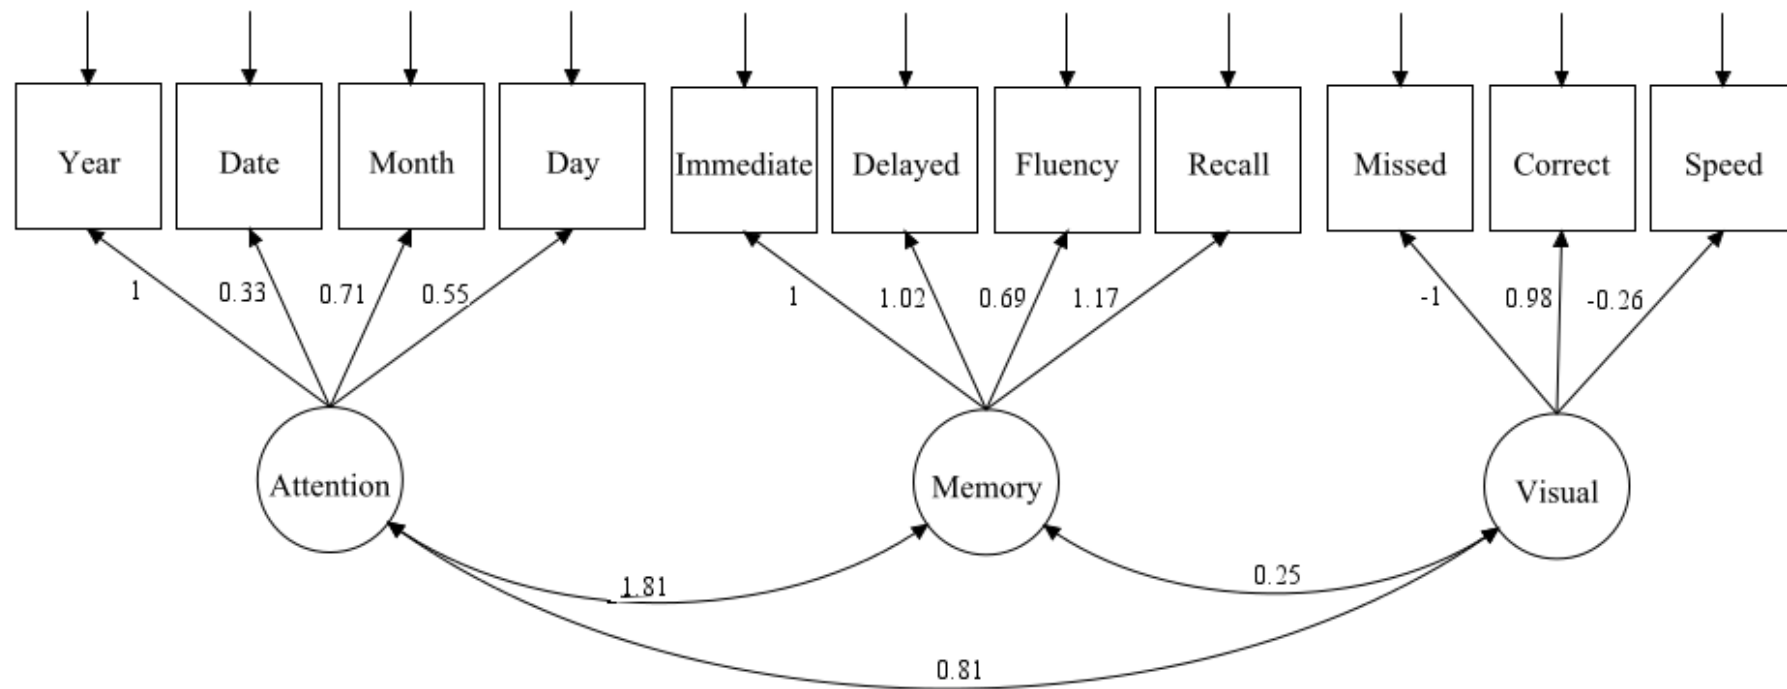 Year Date Month Day Immediate Delayed Fluency Recall Missed Correct Speed
1 0.33 0.71 0.55 1 1.02 0.69 1.17 -1 0.98 -0.26
Attention Memory Visual
1.81 0.25
0.81